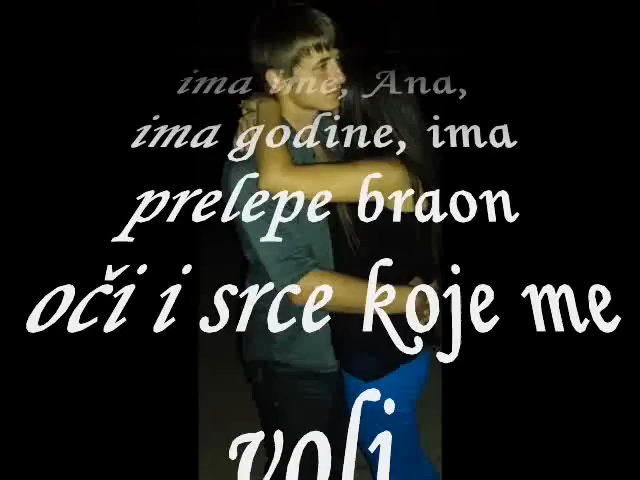 ima ime, Ana,
ima godine, ima
prelepe braon
oči i srce koje me
voli